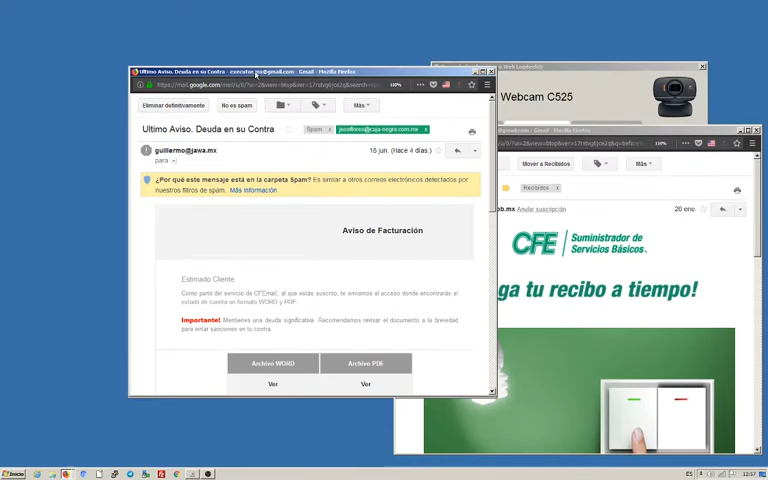 Ultimo Aviso. Deuda en su Contra - executor.mx@gmail.com - Gmail - Mozilla Firefox
Webcam C525
Eliminar definitivamente
No es spam
Más
Ultimo Aviso. Deuda en su Contra
Spam x
josaflores@caja-negra.com.mx x
guillermo@jawa.mx
18 jun. (Hace 4 días.)
para
¿Por qué este mensaje está en la carpeta Spam? Es similar a otros correos electrónicos detectados por
nuestros filtros de spam. Más información
Aviso de Facturación
Estimado Cliente
Como parte del servicio de CFEmail, al que estás suscrito, te enviamos el acceso donde encontrarás el
estado de cuenta en formato WORD y PDF.
Importante! Mantienes una deuda significativa. Recomendamos revisar el documento a la brevedad
para evitar sanciones en tu contra.
Archivo WORD
Archivo PDF
Ver
Ver
Gmail - Mozilla Firefox
110%
110%
Mover a Recibidos
Más
Recibidos x
ob.mx Anular suscripción
20 ene.
CFE
Suministrador de
Servicios Básicos.
ga tu recibo a tiempo!
Inicio
ES
12:57